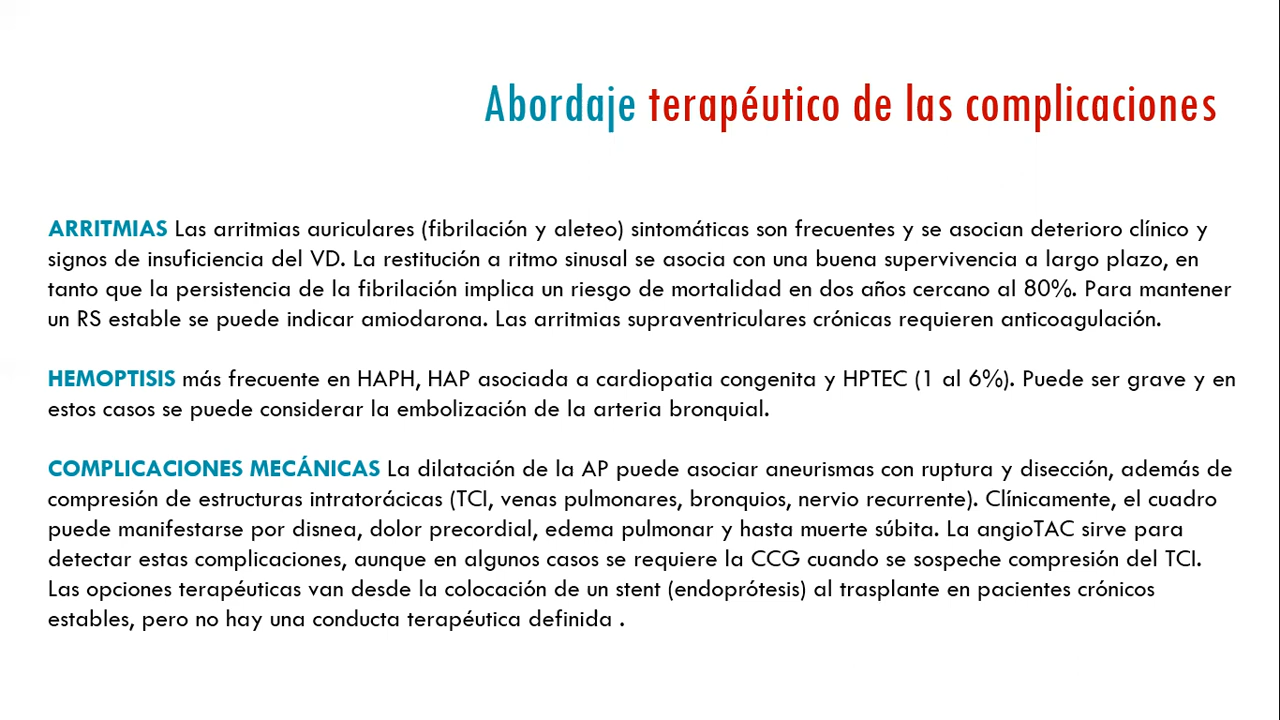 Abordaje terapéutico de las complicaciones
ARRITMIAS Las arritmias auriculares (fibrilación y aleteo) sintomáticas son frecuentes y se asocian deterioro clínico y
signos de insuficiencia del VD. La restitución a ritmo sinusal se asocia con una buena supervivencia a largo plazo, en
tanto que la persistencia de la fibrilación implica un riesgo de mortalidad en dos años cercano al 80%. Para mantener
un RS estable se puede indicar amiodarona. Las arritmias supraventriculares crónicas requieren anticoagulación.
HEMOPTISIS más frecuente en HAPH, HAP asociada a cardiopatia congenita y HPTEC (1 al 6%). Puede ser grave y en
estos casos se puede considerar la embolización de la arteria bronquial.
COMPLICACIONES MECÁNICAS La dilatación de la AP puede asociar aneurismas con ruptura y disección, además de
compresión de estructuras intratorácicas (TCI, venas pulmonares, bronquios, nervio recurrente). Clínicamente, el cuadro
puede manifestarse por disnea, dolor precordial, edema pulmonar y hasta muerte súbita. La angioTAC sirve para
detectar estas complicaciones, aunque en algunos casos se requiere la CCG cuando se sospeche compresión del TCI.
Las opciones terapéuticas van desde la colocación de un stent (endoprótesis) al trasplante en pacientes crónicos
estables, pero no hay una conducta terapéutica definida .